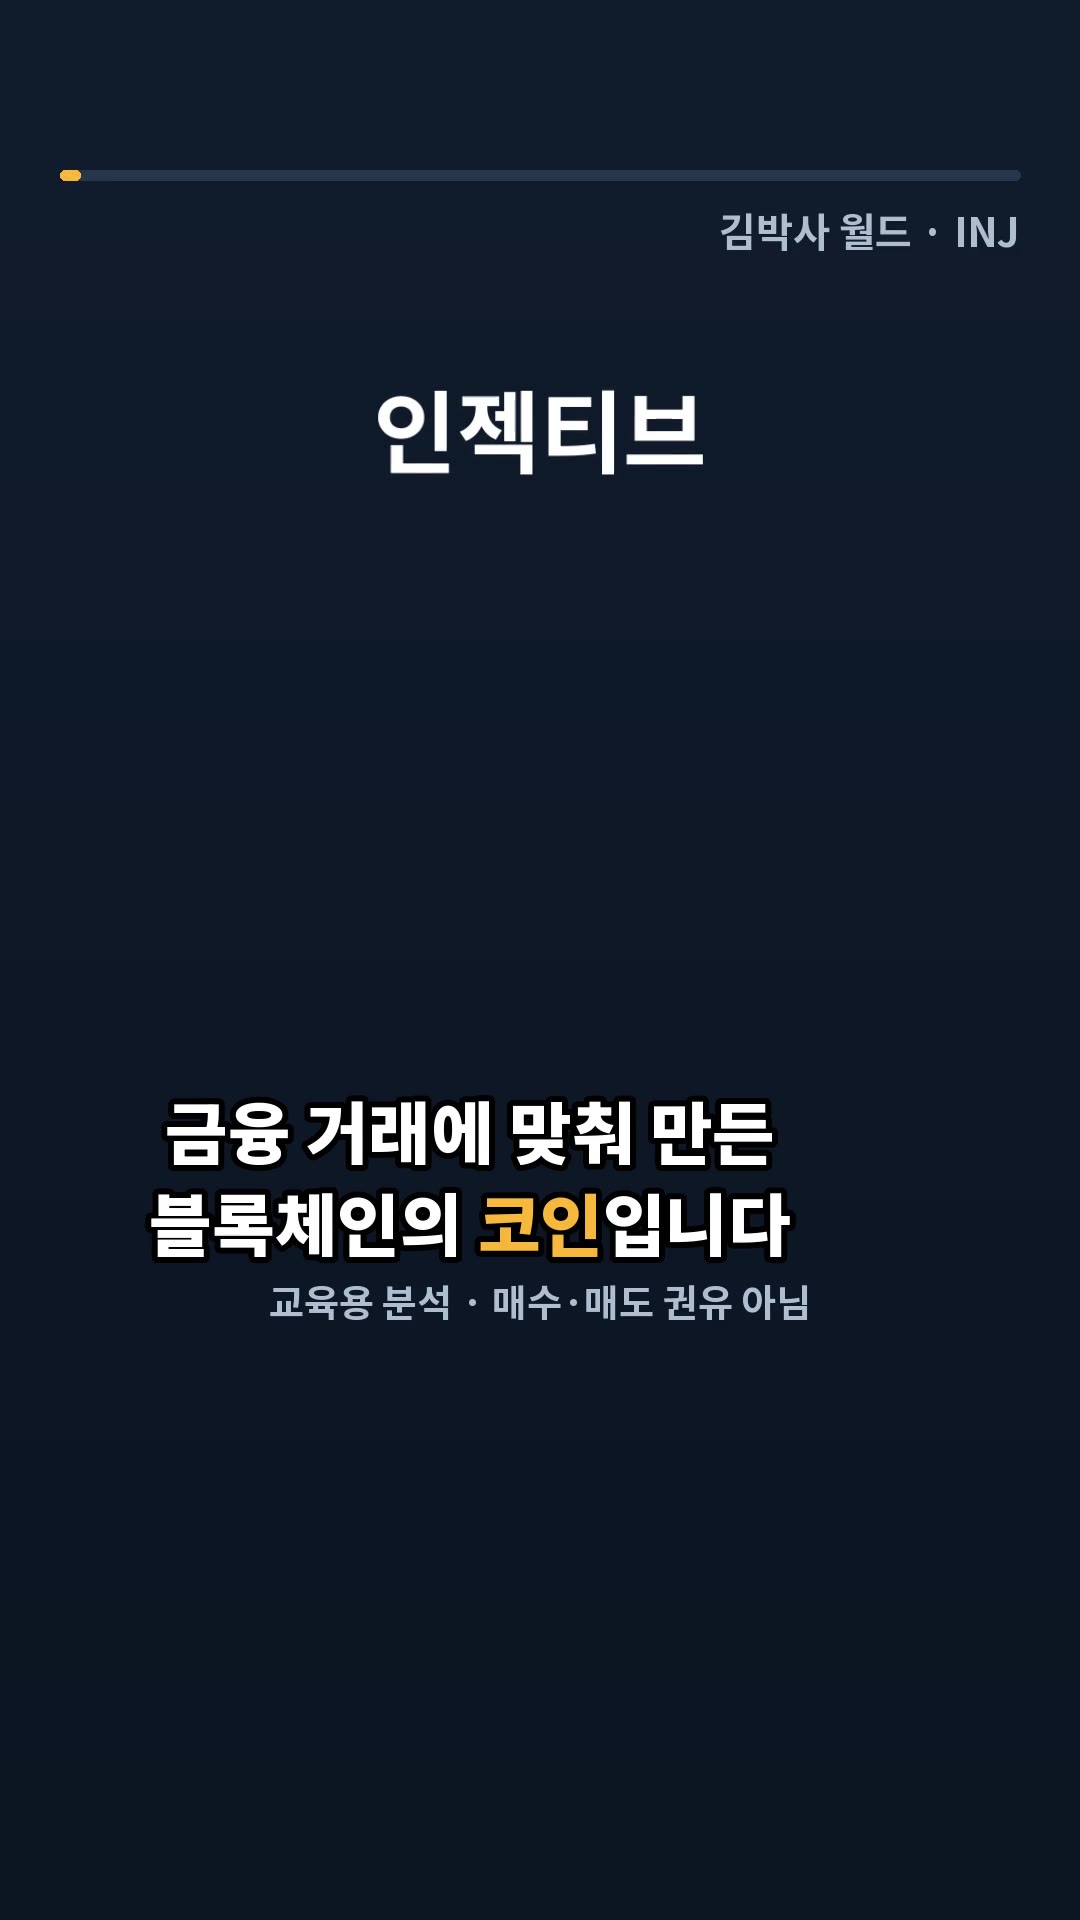 김박사 월드 · INJ
인젝티브
금융 거래에 맞춰 만든
블록체인의 코인입니다
교육용 분석 · 매수·매도 권유 아님